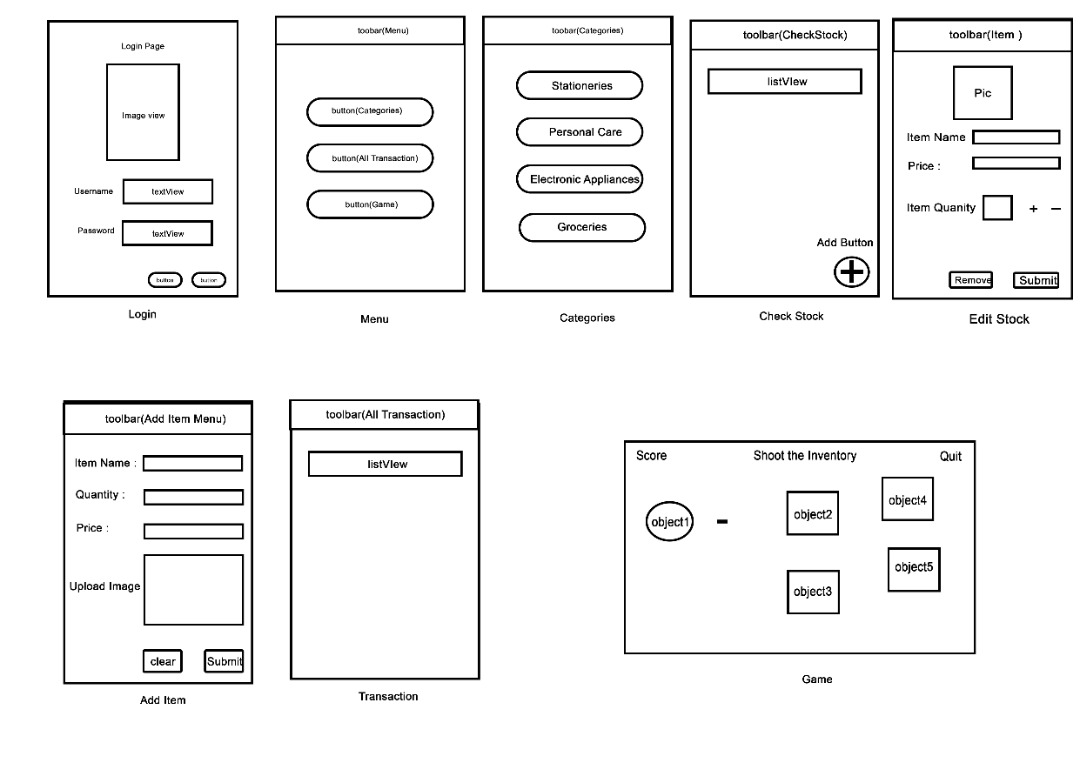 Login Page
Image view
Username
textView
Password
textView
button
button
Login
toobar(Menu)
button(Categories)
button(All Transaction)
button(Game)
Menu
toobar(Categories)
Stationeries
Personal Care
Electronic Appliances
Groceries
Categories
toolbar(CheckStock)
listVIew
Add Button
Check Stock
toolbar(Item )
Pic
Item Name
Price :
Item Quanity
+ −
Remove
Submit
Edit Stock
toolbar(Add Item Menu)
Item Name :
Quantity :
Price :
Upload Image
clear
Submit
Add Item
toolbar(All Transaction)
listVIew
Transaction
Score
Shoot the Inventory
Quit
object1
-
object2
object4
object3
object5
Game